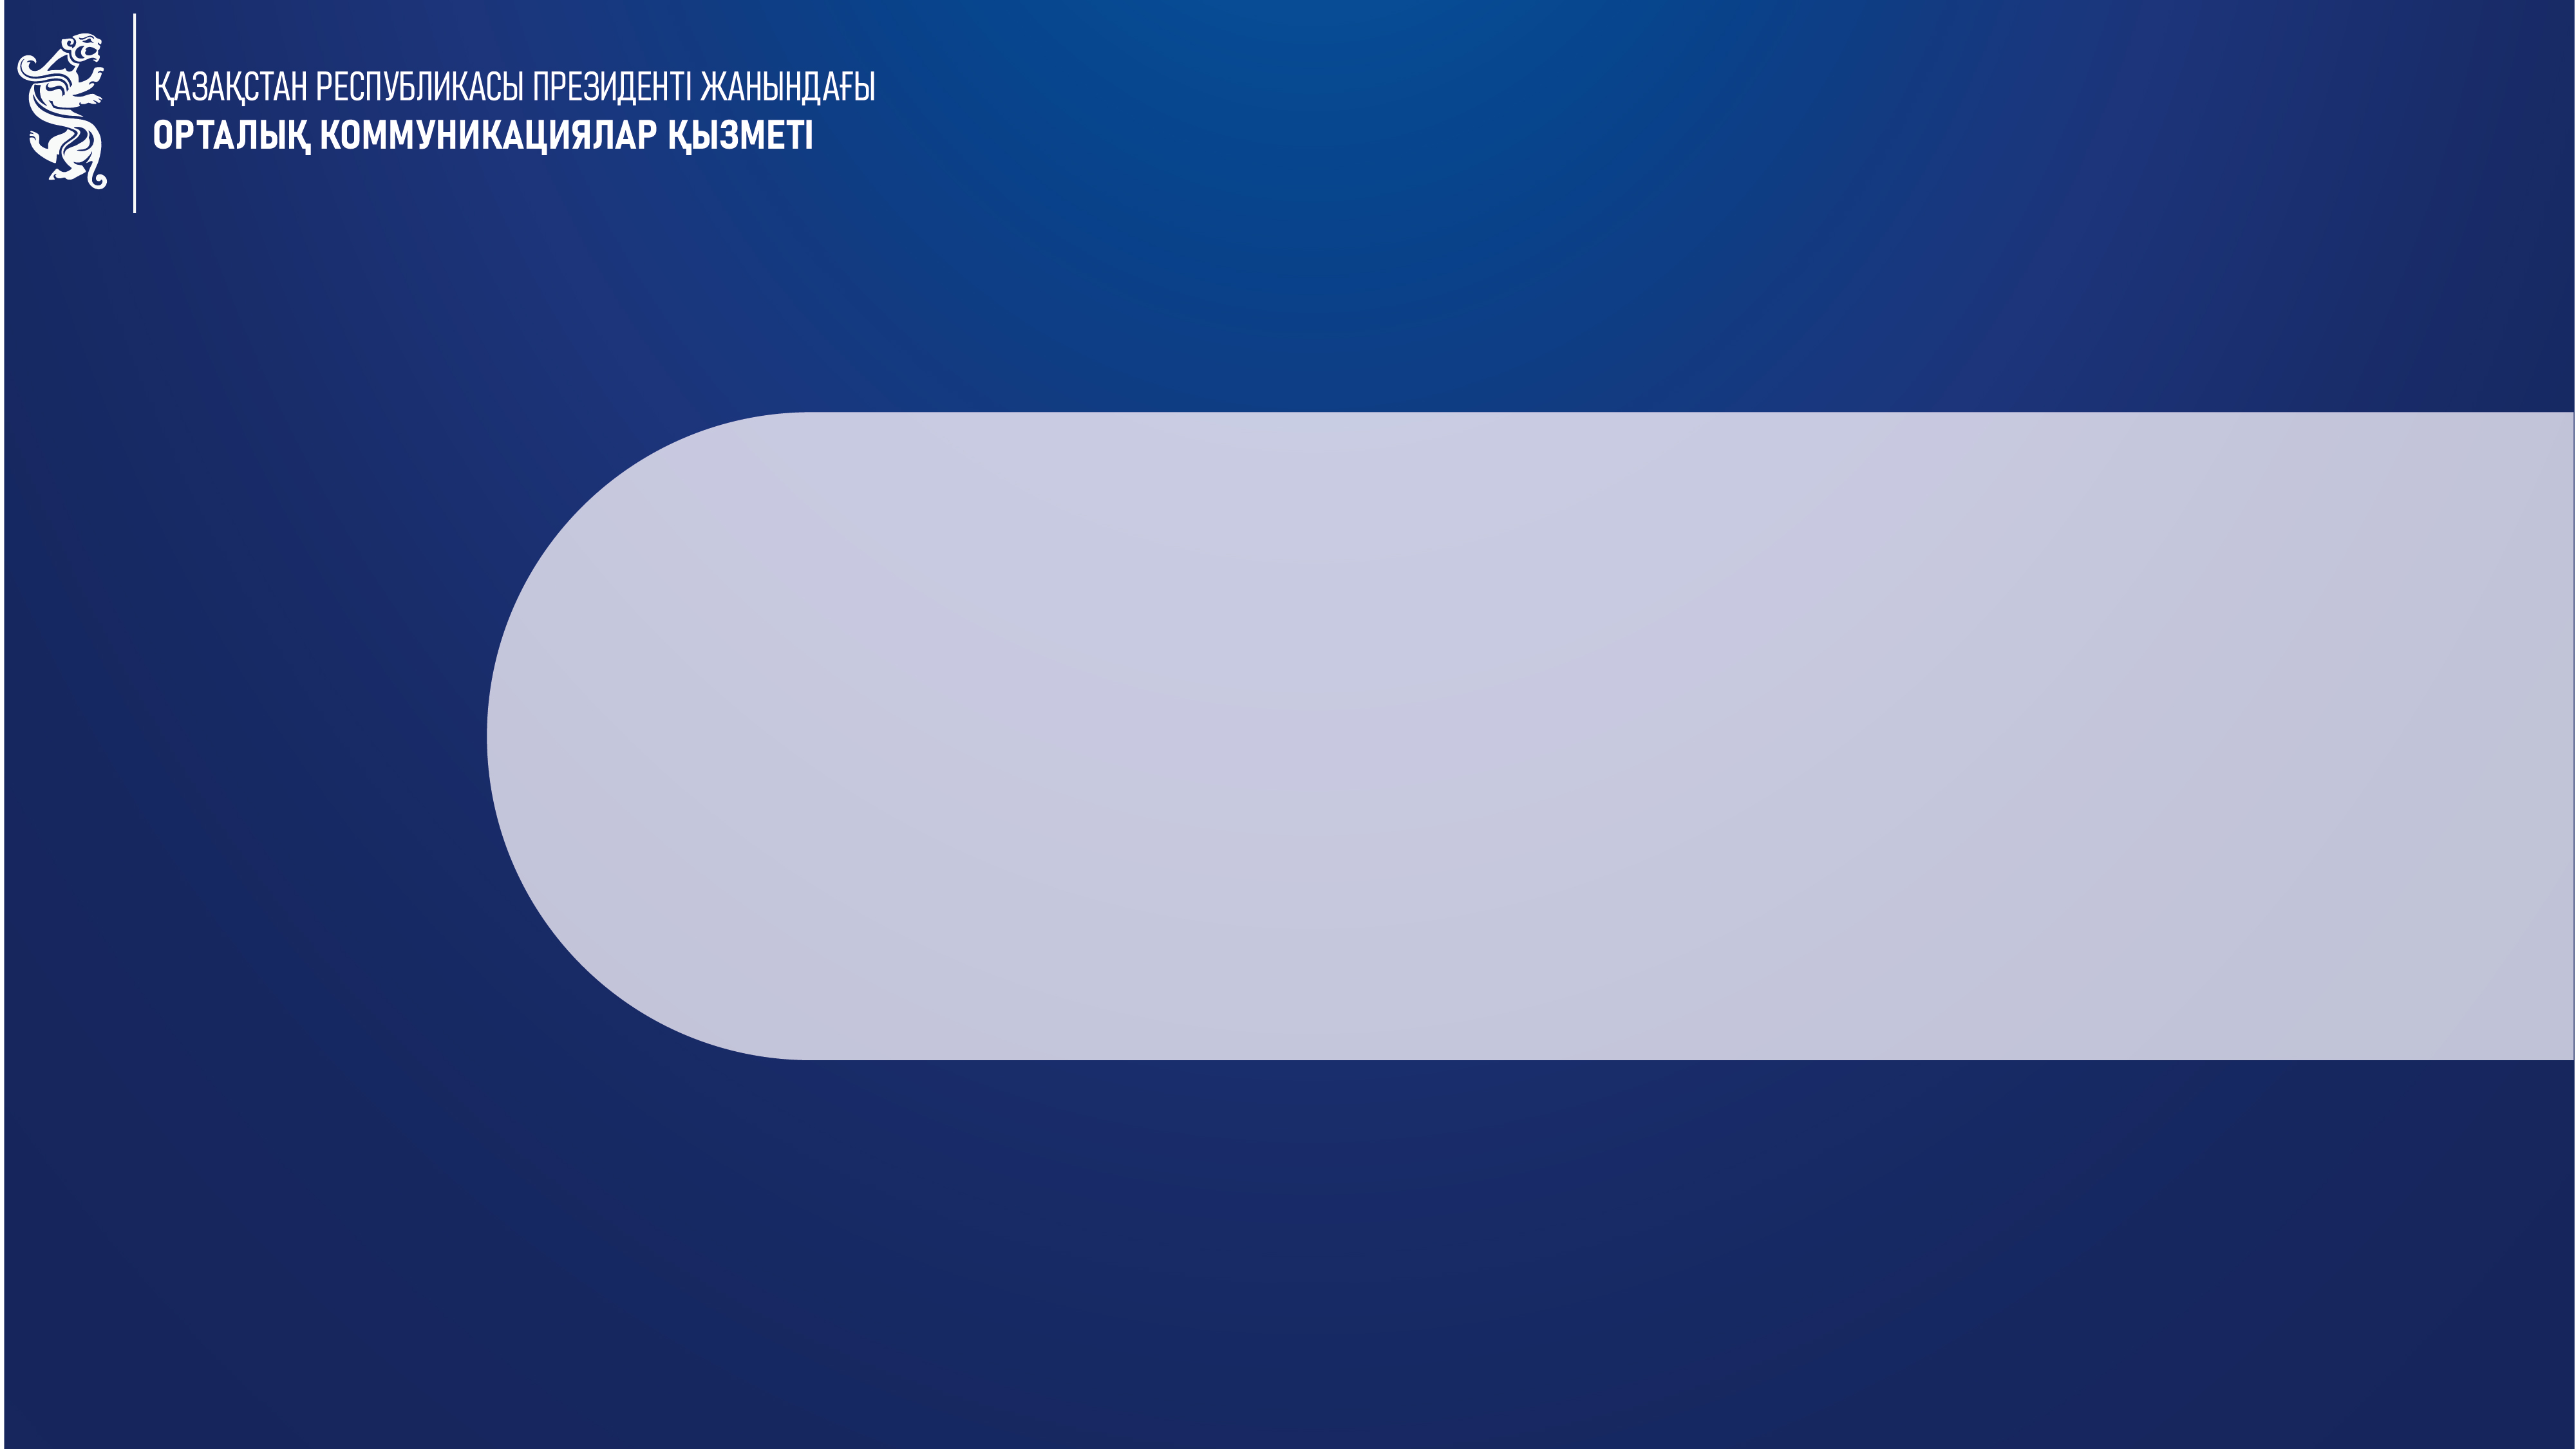 ҚАЗАҚСТАН РЕСПУБЛИКАСЫ ПРЕЗИДЕНТІ ЖАНЫНДАҒЫ
ОРТАЛЫҚ КОММУНИКАЦИЯЛАР ҚЫЗМЕТІ